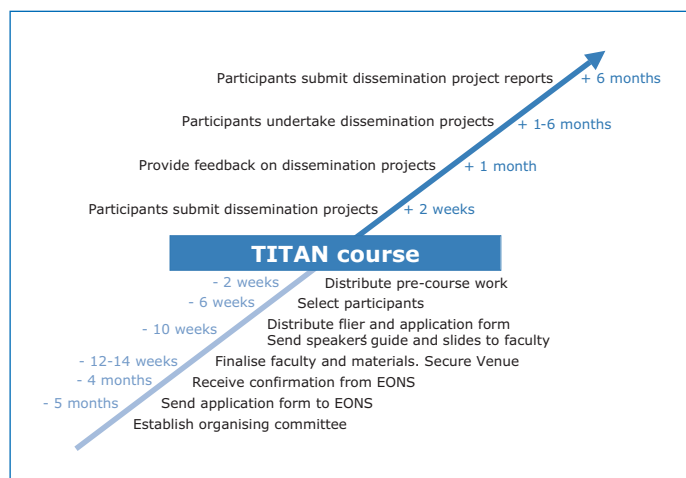 Participants submit dissemination project reports + 6 months
Participants undertake dissemination projects + 1-6 months
Provide feedback on dissemination projects + 1 month
Participants submit dissemination projects + 2 weeks
TITAN course
- 2 weeks Distribute pre-course work
- 6 weeks Select participants
- 10 weeks Distribute flier and application form
Send speakers' guide and slides to faculty
- 12-14 weeks Finalise faculty and materials. Secure Venue
- 4 months Receive confirmation from EONS
- 5 months Send application form to EONS
Establish organising committee